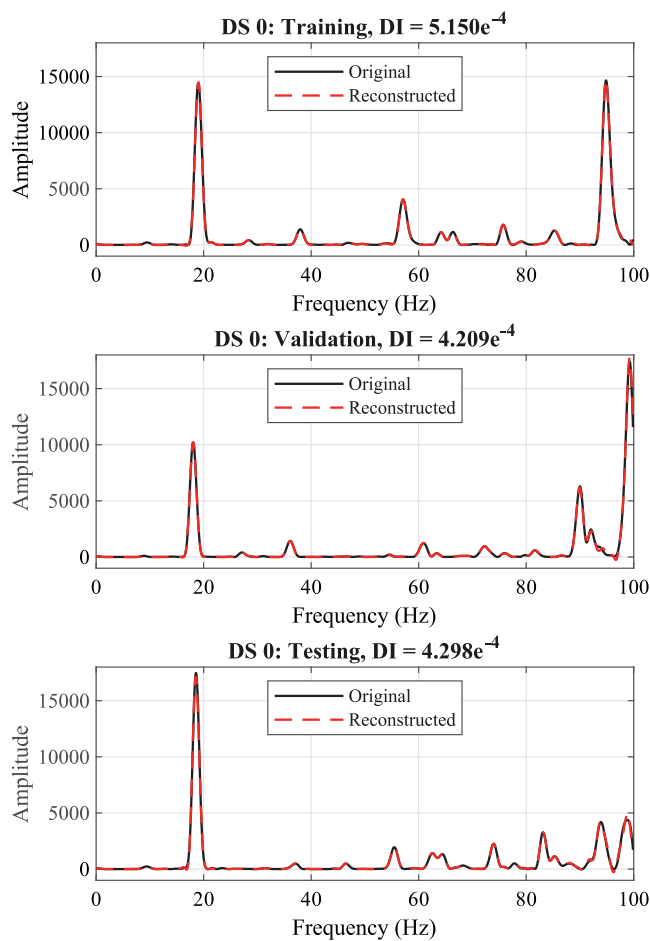 DS 0: Training, DI = 5.150e-4
15000
10000
5000
0
Amplitude
Original
Reconstructed
0 20 40 60 80 100
Frequency (Hz)
DS 0: Validation, DI = 4.209e-4
15000
10000
5000
0
Amplitude
Original
Reconstructed
0 20 40 60 80 100
Frequency (Hz)
DS 0: Testing, DI = 4.298e-4
15000
10000
5000
0
Amplitude
Original
Reconstructed
0 20 40 60 80 100
Frequency (Hz)